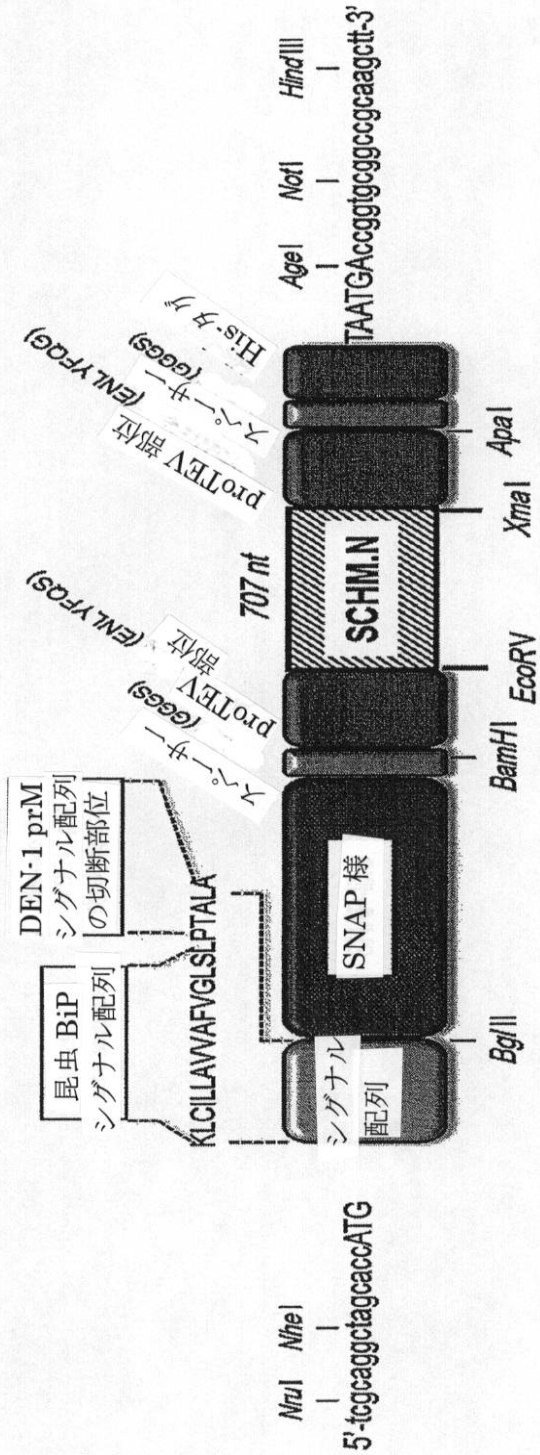 昆虫 BiP
シグナル配列
DEN-1 prM
シグナル配列
の切断部位
KLCILLAVVAFVGLSLPTALA
NruI NheI
5'-tcgcaggctagcaccATG
シグナル
配列
SNAP 様
スペーサー
(GGGS)
proTEV
部位
(ENLYFQS)
707 nt
SCHM.N
proTEV 部位
(ENLYFQG)
スペーサー
(GGGS)
His-タグ
AgeI NotI HindIII
TAATGAccggtgcggccgcaagctt-3'
BglII
BamHI
EcoRV
XmaI
ApaI